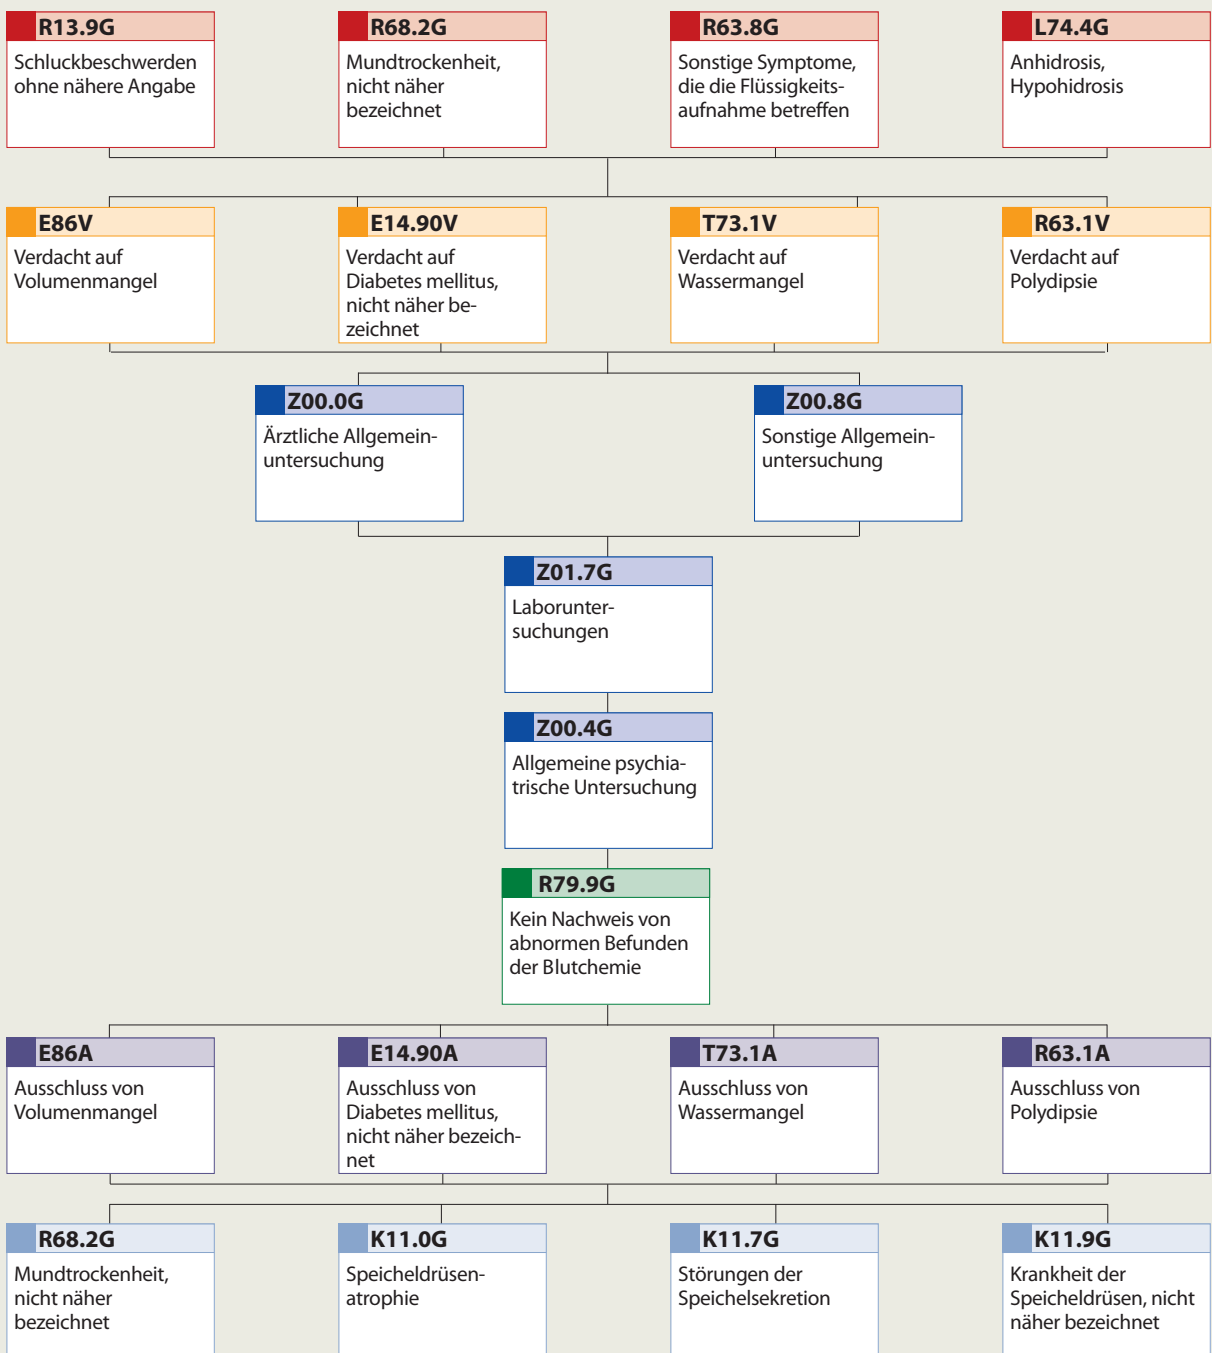 R13.9G
Schluckbeschwerden
ohne nähere Angabe
R68.2G
Mundtrockenheit,
nicht näher
bezeichnet
R63.8G
Sonstige Symptome,
die die Flüssigkeits-
aufnahme betreffen
L74.4G
Anhidrosis,
Hypohidrosis
E86V
Verdacht auf
Volumenmangel
E14.90V
Verdacht auf
Diabetes mellitus,
nicht näher be-
zeichnet
T73.1V
Verdacht auf
Wassermangel
R63.1V
Verdacht auf
Polydipsie
Z00.0G
Ärztliche Allgemein-
untersuchung
Z00.8G
Sonstige Allgemein-
untersuchung
Z01.7G
Laborunter-
suchungen
Z00.4G
Allgemeine psychia-
trische Untersuchung
R79.9G
Kein Nachweis von
abnormen Befunden
der Blutchemie
E86A
Ausschluss von
Volumenmangel
E14.90A
Ausschluss von
Diabetes mellitus,
nicht näher bezeich-
net
T73.1A
Ausschluss von
Wassermangel
R63.1A
Ausschluss von
Polydipsie
R68.2G
Mundtrockenheit,
nicht näher
bezeichnet
K11.0G
Speicheldrüsen-
atrophie
K11.7G
Störungen der
Speichelsekretion
K11.9G
Krankheit der
Speicheldrüsen, nicht
näher bezeichnet